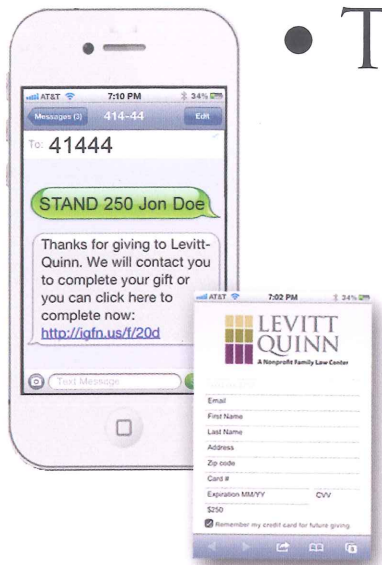 • T
AT&T 7:10 PM 34%
Messages (3) 414-44 Edit
To: 41444
STAND 250 Jon Doe
Thanks for giving to Levitt-
Quinn. We will contact you
to complete your gift or
you can click here to
complete now:
http://igfn.us/f/20d
Text Message
AT&T 7:02 PM 34%
LEVITT
QUINN
A Nonprofit Family Law Center
Email
First Name
Last Name
Address
Zip code
Card #
Expiration MM/YY CVV
$250
Remember my credit card for future giving